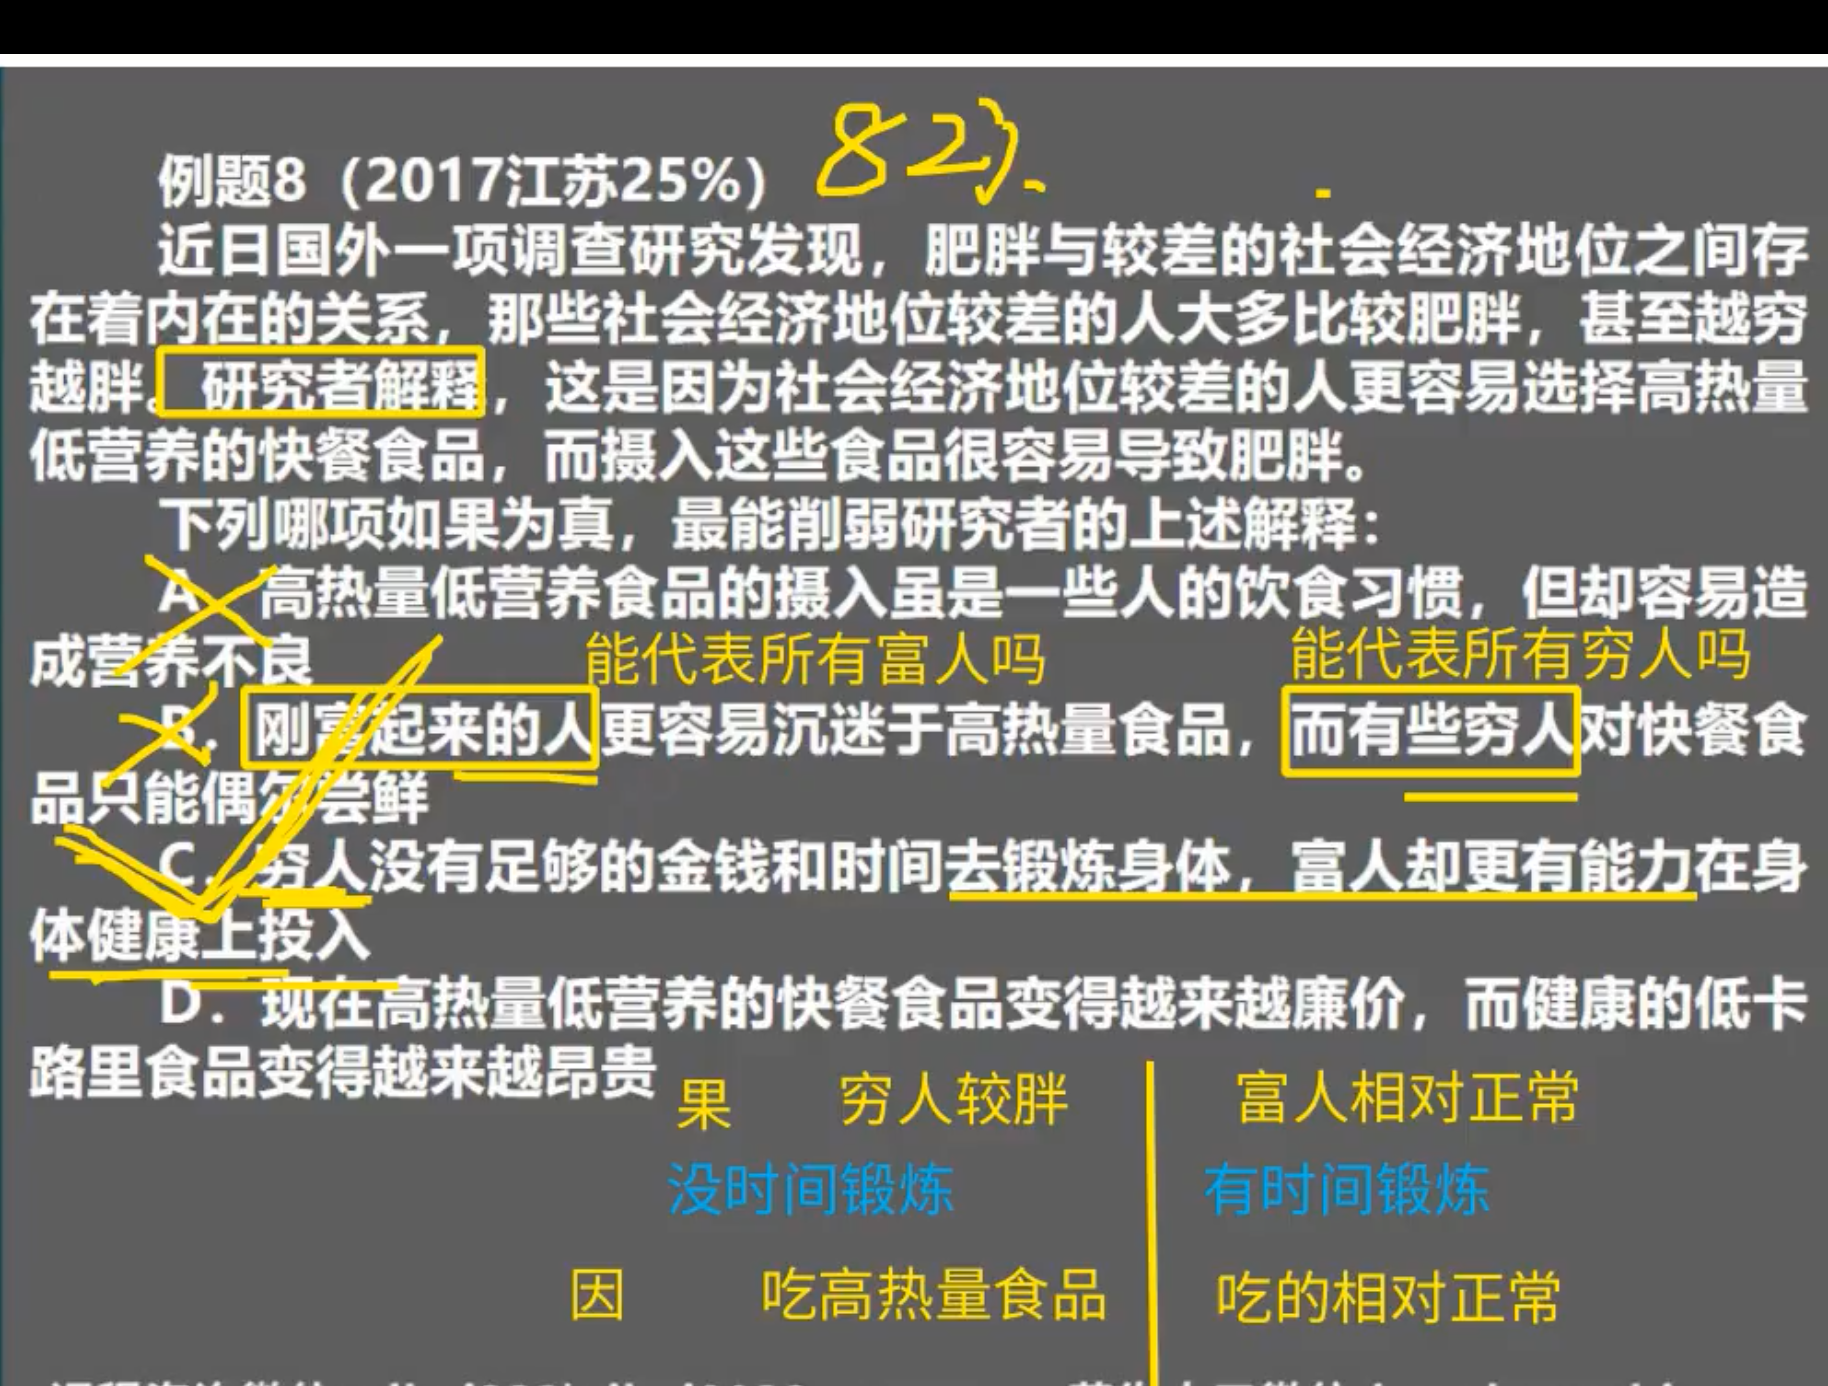 例题8（2017江苏25%） 82).
近日国外一项调查研究发现，肥胖与较差的社会经济地位之间存
在着内在的关系，那些社会经济地位较差的人大多比较肥胖，甚至越穷
越胖。研究者解释，这是因为社会经济地位较差的人更容易选择高热量
低营养的快餐食品，而摄入这些食品很容易导致肥胖。
下列哪项如果为真，最能削弱研究者的上述解释：
A．高热量低营养食品的摄入虽是一些人的饮食习惯，但却容易造
成营养不良
能代表所有富人吗 能代表所有穷人吗
B．刚富起来的人更容易沉迷于高热量食品，而有些穷人对快餐食
品只能偶尔尝鲜
C．穷人没有足够的金钱和时间去锻炼身体，富人却更有能力在身
体健康上投入
D．现在高热量低营养的快餐食品变得越来越廉价，而健康的低卡
路里食品变得越来越昂贵
果 穷人较胖 富人相对正常
没时间锻炼 有时间锻炼
因 吃高热量食品 吃的相对正常